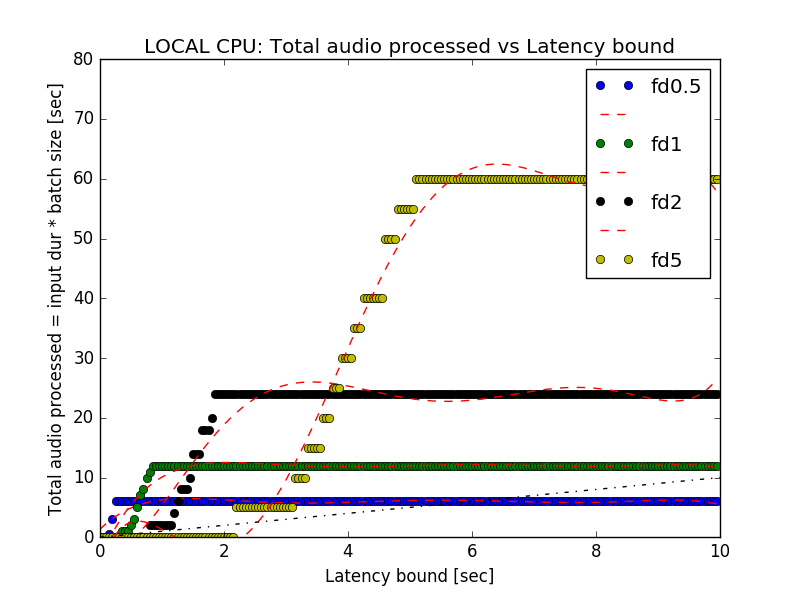 LOCAL CPU: Total audio processed vs Latency bound
Total audio processed = input dur * batch size [sec]
80
70
60
50
40
30
20
10
0
fd0.5
fd1
fd2
fd5
0 2 4 6 8 10
Latency bound [sec]